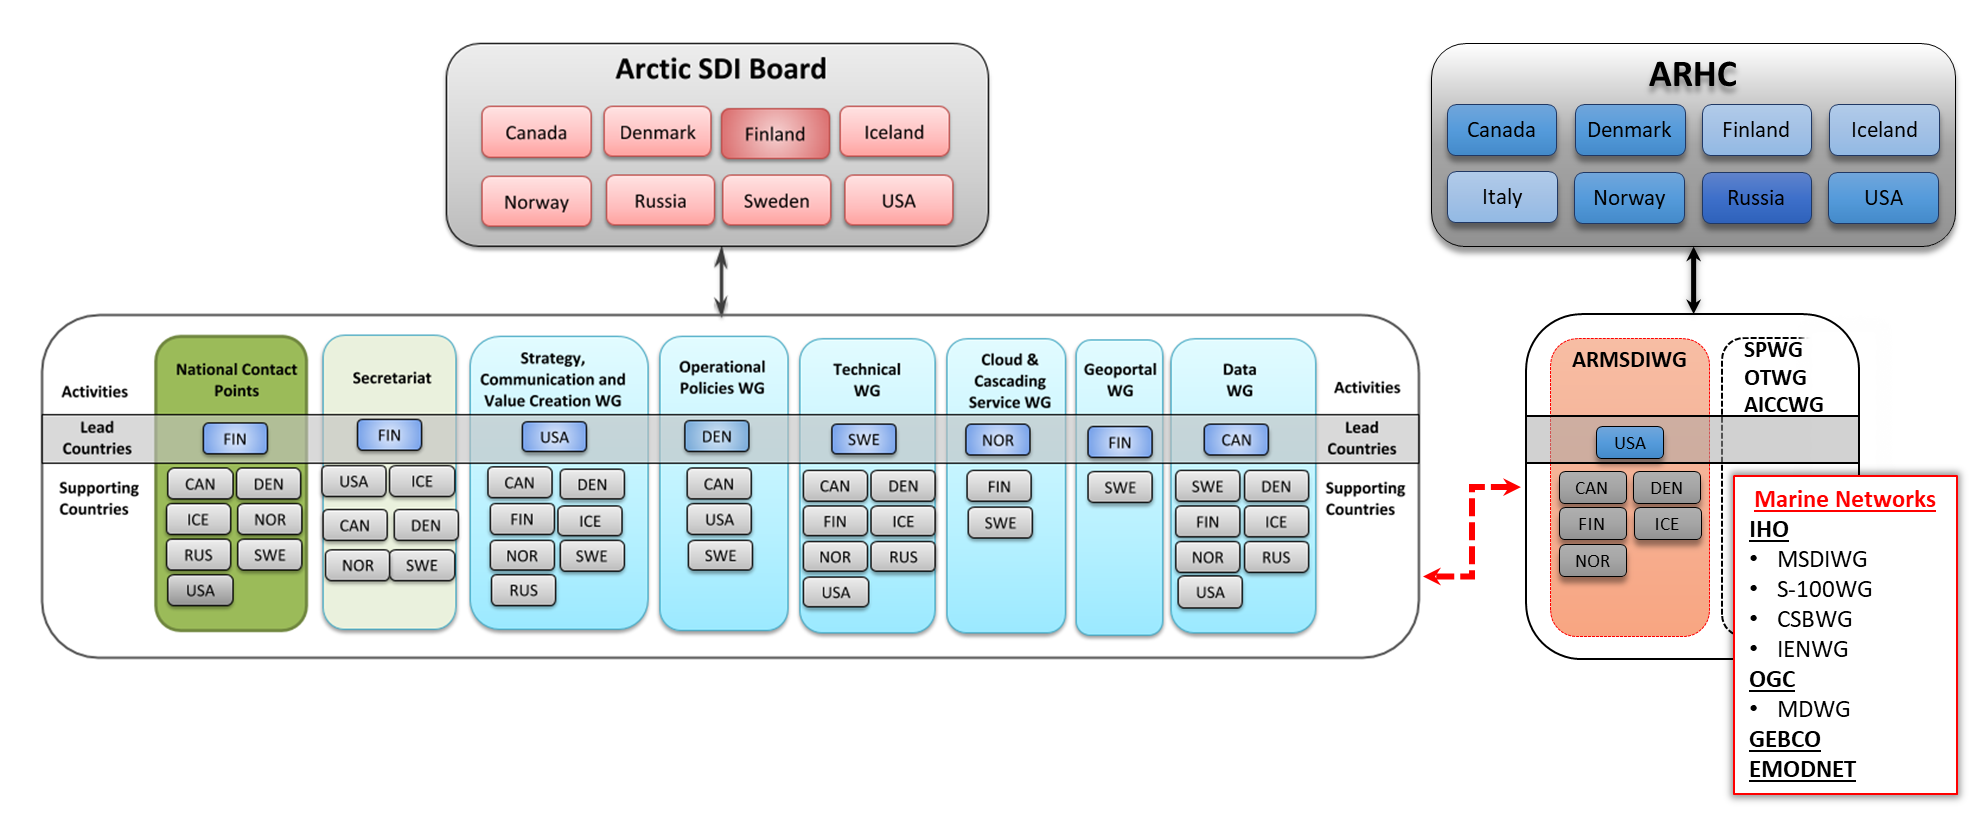 Arctic SDI Board
Canada
Denmark
Finland
Iceland
Norway
Russia
Sweden
USA
ARHC
Canada
Denmark
Finland
Iceland
Italy
Norway
Russia
USA
Activities
Lead
Countries
Supporting
Countries
National Contact
Points
FIN
CAN
DEN
ICE
NOR
RUS
SWE
USA
Secretariat
FIN
USA
ICE
CAN
DEN
NOR
SWE
Strategy,
Communication and
Value Creation WG
USA
CAN
DEN
FIN
ICE
NOR
SWE
RUS
Operational
Policies WG
DEN
CAN
USA
SWE
Technical
WG
SWE
CAN
DEN
FIN
ICE
NOR
RUS
USA
Cloud &
Cascading
Service WG
NOR
FIN
SWE
Geoportal
WG
FIN
SWE
Data
WG
CAN
SWE
DEN
FIN
ICE
NOR
RUS
USA
Activities
Lead
Countries
Supporting
Countries
ARMSDIWG
USA
CAN
DEN
FIN
ICE
NOR
SPWG
OTWG
AICCWG
Marine Networks
IHO
• MSDIWG
• S-100WG
• CSBWG
• IENWG
OGC
• MDWG
GEBCO
EMODNET